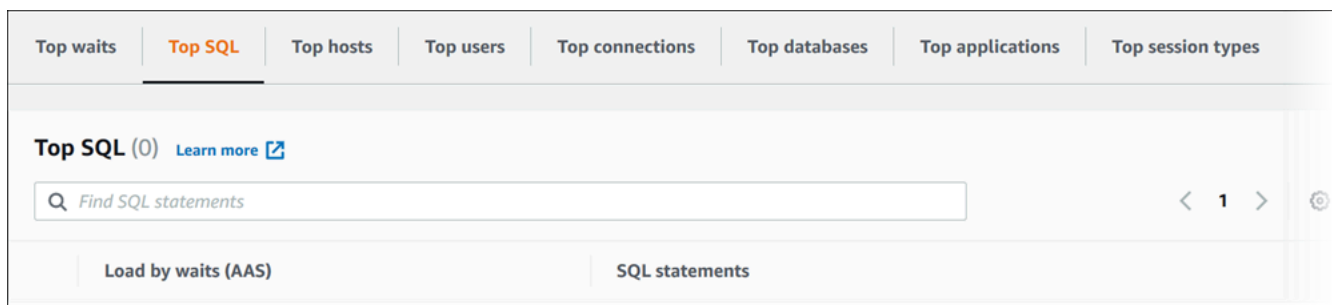 Top waits Top SQL Top hosts Top users Top connections Top databases Top applications Top session types
Top SQL (0) Learn more
Find SQL statements
1
Load by waits (AAS) SQL statements